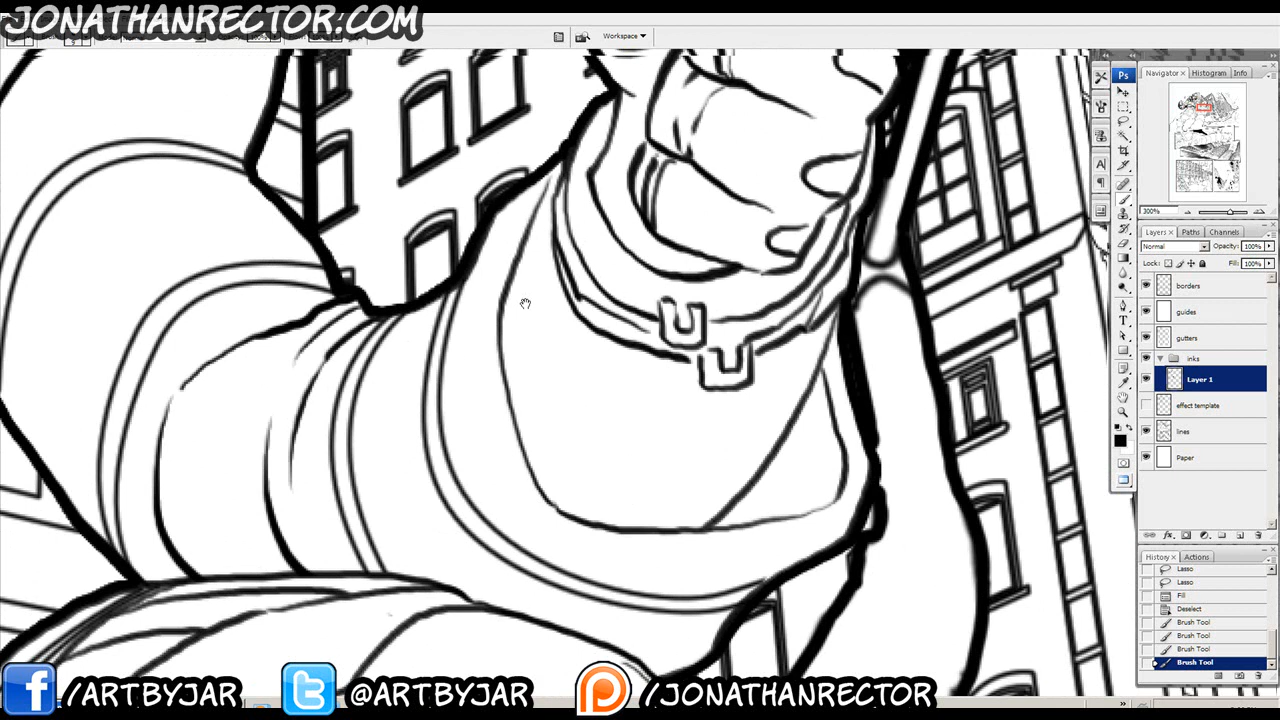 JONATHANRECTOR.COM
Workspace
Ps
Navigator × Histogram Info
300%
Layers × Paths Channels
Normal Opacity: 100%
Lock: Fill: 100%
borders
guides
gutters
inks
Layer 1
effect template
lines
Paper
History × Actions
Lasso
Lasso
Fill
Deselect
Brush Tool
Brush Tool
Brush Tool
Brush Tool
f /ARTBYJAR @ARTBYJAR /JONATHANRECTOR